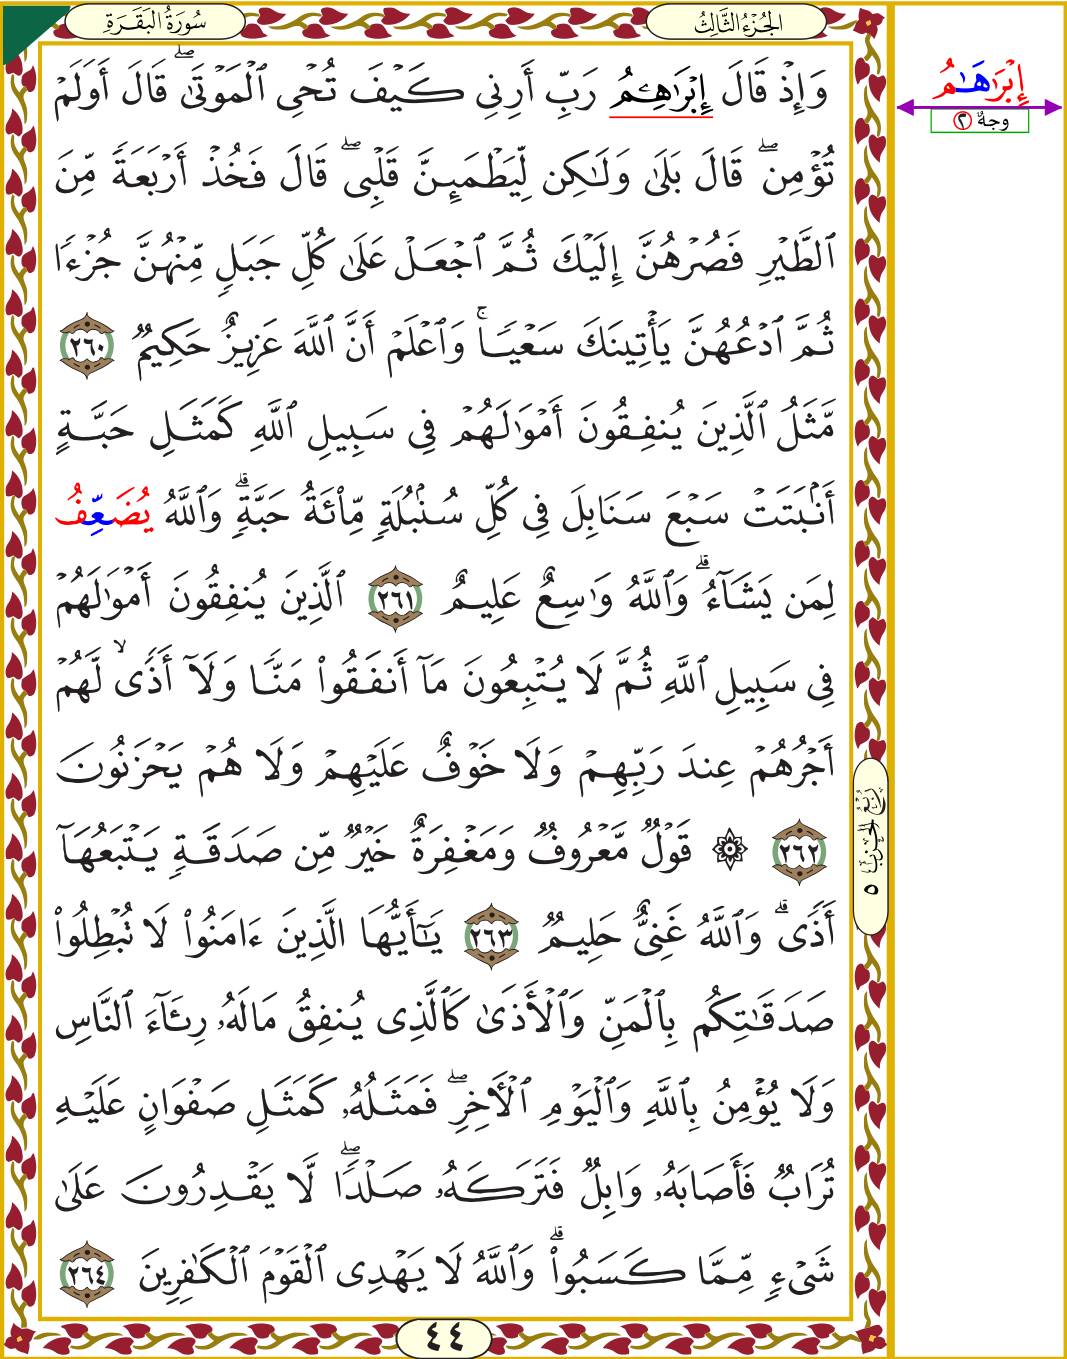 الجُزْءُ الثَّالِثُ
سُورَةُ البَقَرَةِ
وَإِذْ قَالَ إِبْرَٰهِـۧمُ رَبِّ أَرِنِى كَيْفَ تُحْىِ ٱلْمَوْتَىٰۖ قَالَ أَوَلَمْ
تُؤْمِنۖ قَالَ بَلَىٰ وَلَٰكِن لِّيَطْمَئِنَّ قَلْبِىۖ قَالَ فَخُذْ أَرْبَعَةً مِّنَ
ٱلطَّيْرِ فَصُرْهُنَّ إِلَيْكَ ثُمَّ ٱجْعَلْ عَلَىٰ كُلِّ جَبَلٍ مِّنْهُنَّ جُزْءًا
ثُمَّ ٱدْعُهُنَّ يَأْتِينَكَ سَعْيًاۚ وَٱعْلَمْ أَنَّ ٱللَّهَ عَزِيزٌ حَكِيمٌ ٢٦٠
مَّثَلُ ٱلَّذِينَ يُنفِقُونَ أَمْوَٰلَهُمْ فِى سَبِيلِ ٱللَّهِ كَمَثَلِ حَبَّةٍ
أَنۢبَتَتْ سَبْعَ سَنَابِلَ فِى كُلِّ سُنۢبُلَةٍ مِّا۟ئَةُ حَبَّةٍۗ وَٱللَّهُ يُضَعِّفُ
لِمَن يَشَآءُۗ وَٱللَّهُ وَٰسِعٌ عَلِيمٌ ٢٦١ ٱلَّذِينَ يُنفِقُونَ أَمْوَٰلَهُمْ
فِى سَبِيلِ ٱللَّهِ ثُمَّ لَا يُتْبِعُونَ مَآ أَنفَقُوا۟ مَنًّا وَلَآ أَذًىۙ لَّهُمْ
أَجْرُهُمْ عِندَ رَبِّهِمْ وَلَا خَوْفٌ عَلَيْهِمْ وَلَا هُمْ يَحْزَنُونَ
٢٦٢ ۞ قَوْلٌ مَّعْرُوفٌ وَمَغْفِرَةٌ خَيْرٌ مِّن صَدَقَةٍ يَتْبَعُهَآ
أَذًىۗ وَٱللَّهُ غَنِىٌّ حَلِيمٌ ٢٦٣ يَٰٓأَيُّهَا ٱلَّذِينَ ءَامَنُوا۟ لَا تُبْطِلُوا۟
صَدَقَٰتِكُم بِٱلْمَنِّ وَٱلْأَذَىٰ كَٱلَّذِى يُنفِقُ مَالَهُۥ رِئَآءَ ٱلنَّاسِ
وَلَا يُؤْمِنُ بِٱللَّهِ وَٱلْيَوْمِ ٱلْأَخِرِۖ فَمَثَلُهُۥ كَمَثَلِ صَفْوَانٍ عَلَيْهِ
تُرَابٌ فَأَصَابَهُۥ وَابِلٌ فَتَرَكَهُۥ صَلْدًاۖ لَّا يَقْدِرُونَ عَلَىٰ
شَىْءٍ مِّمَّا كَسَبُوا۟ۗ وَٱللَّهُ لَا يَهْدِى ٱلْقَوْمَ ٱلْكَٰفِرِينَ ٢٦٤
٤٤
رُبْعُ الحِزْبِ ٥
إِبْرَٰهَٰمُ
وجهٌ ٢